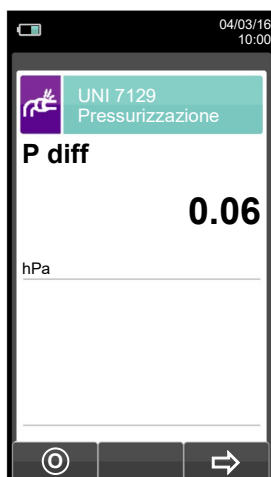 04/03/16
10:00
UNI 7129
Pressurizzazione
P diff
0.06
hPa